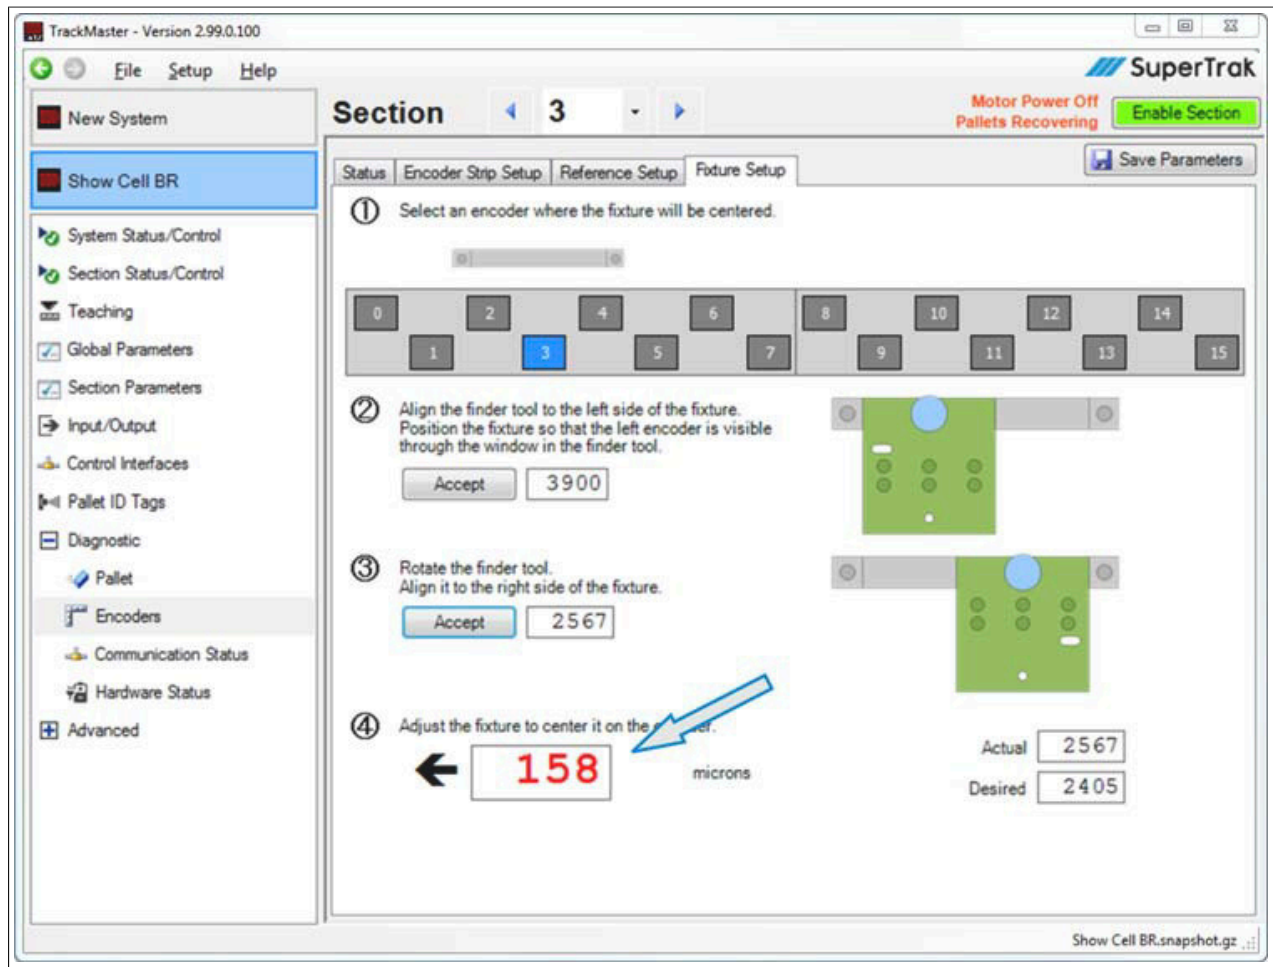 TrackMaster - Version 2.99.0.100
File Setup Help
SuperTrak
New System
Section 3
Motor Power Off
Pallets Recovering
Enable Section
Show Cell BR
Status Encoder Strip Setup Reference Setup Fixture Setup
Save Parameters
System Status/Control
Section Status/Control
Teaching
Global Parameters
Section Parameters
Input/Output
Control Interfaces
Pallet ID Tags
Diagnostic
Pallet
Encoders
Communication Status
Hardware Status
Advanced
① Select an encoder where the fixture will be centered.
0 2 4 6 8 10 12 14
1 3 5 7 9 11 13 15
② Align the finder tool to the left side of the fixture.
Position the fixture so that the left encoder is visible
through the window in the finder tool.
Accept 3900
③ Rotate the finder tool.
Align it to the right side of the fixture.
Accept 2567
④ Adjust the fixture to center it on the
158 microns
Actual 2567
Desired 2405
Show Cell BR.snapshot.gz